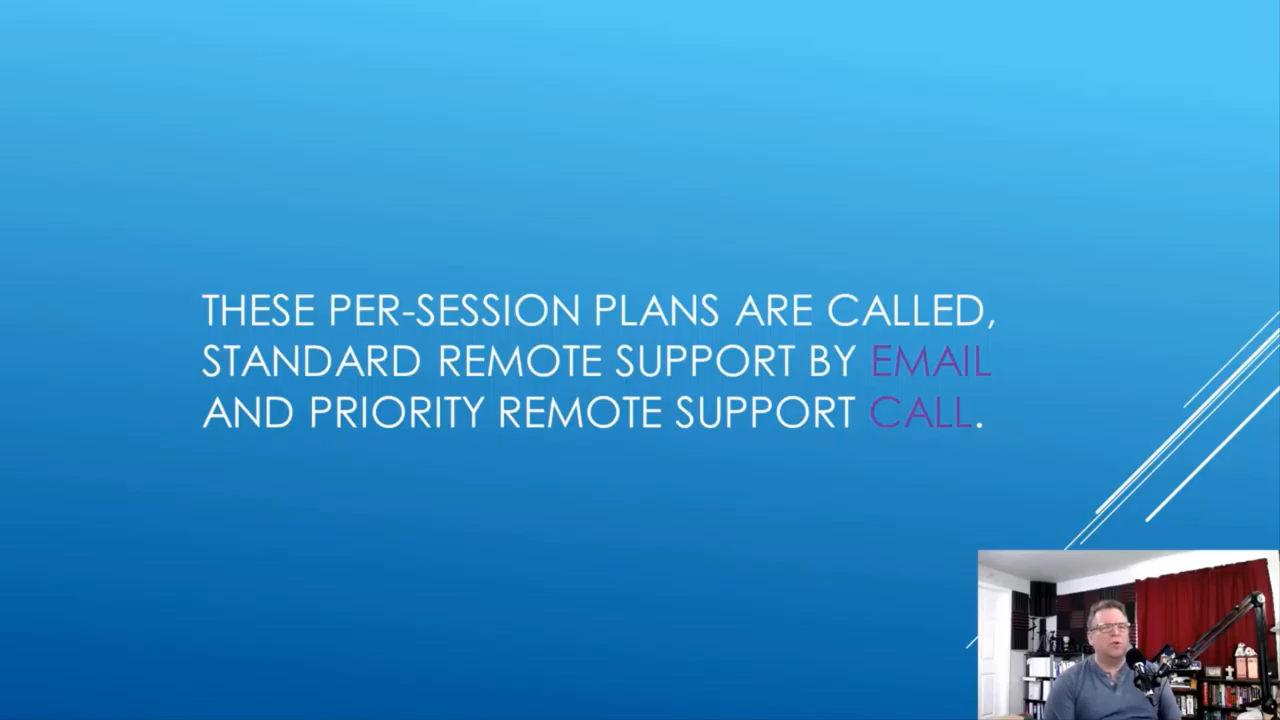 THESE PER-SESSION PLANS ARE CALLED,
STANDARD REMOTE SUPPORT BY EMAIL
AND PRIORITY REMOTE SUPPORT CALL.